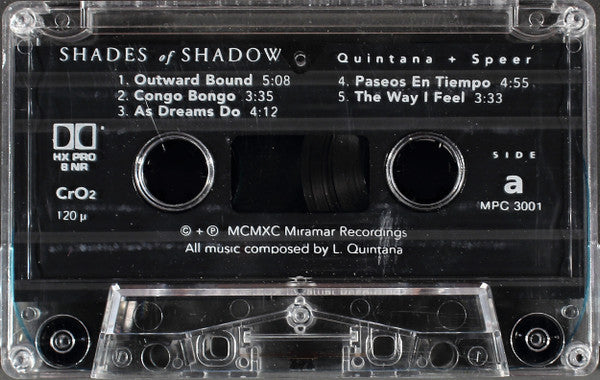 SHADES of SHADOW
Quintana + Speer
1. Outward Bound 5:08
2. Congo Bongo 3:35
3. As Dreams Do 4:12
4. Paseos En Tiempo 4:55
5. The Way I Feel 3:33
HX PRO
B NR
CrO2
120 µ
SIDE
a
MPC 3001
© + ℗ MCMXC Miramar Recordings
All music composed by L. Quintana